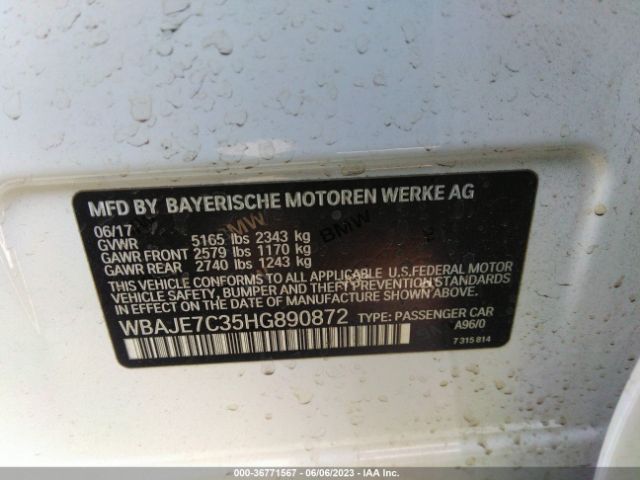 MFD BY BAYERISCHE MOTOREN WERKE AG
06/17
GVWR 5165 lbs 2343 kg
GAWR FRONT 2579 lbs 1170 kg
GAWR REAR 2740 lbs 1243 kg
THIS VEHICLE CONFORMS TO ALL APPLICABLE U.S.FEDERAL MOTOR
VEHICLE SAFETY, BUMPER AND THEFT PREVENTION STANDARDS
IN EFFECT ON THE DATE OF MANUFACTURE SHOWN ABOVE.
WBAJE7C35HG890872 TYPE: PASSENGER CAR
A96/0
7 315 814
BMW
BMW
000-36771567 - 06/06/2023 - IAA Inc.